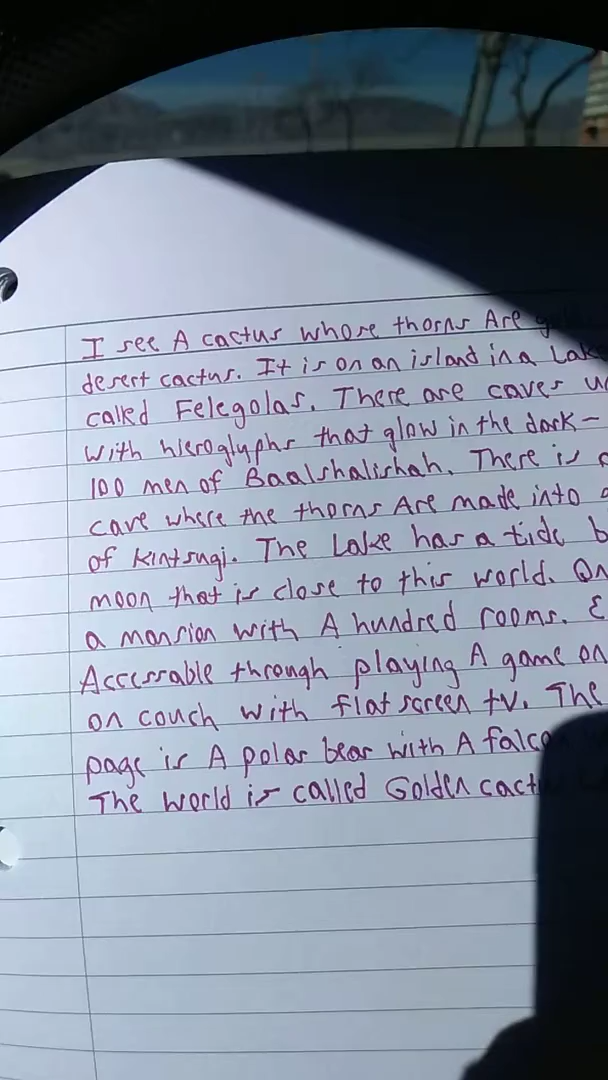 I see A cactus whose thorns Are
desert cactus. It is on an island in a Lake
called Felegolas. There are caves
with hieroglyphs that glow in the dark-
100 men of Baalshalishah. There is
cave where the thorns Are made into
of kintsugi. The Lake has a tide
moon that is close to this world. On
a mansion with A hundred rooms.
Accessable through playing A game on
on couch with flat screen tv. The
page is A polar bear with A falcon
The world is called Golden cactus